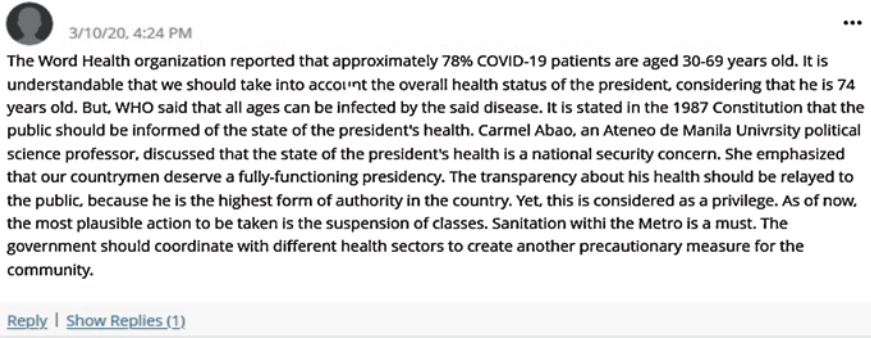 3/10/20, 4:24 PM
The Word Health organization reported that approximately 78% COVID-19 patients are aged 30-69 years old. It is
understandable that we should take into account the overall health status of the president, considering that he is 74
years old. But, WHO said that all ages can be infected by the said disease. It is stated in the 1987 Constitution that the
public should be informed of the state of the president's health. Carmel Abao, an Ateneo de Manila Univrsity political
science professor, discussed that the state of the president's health is a national security concern. She emphasized
that our countrymen deserve a fully-functioning presidency. The transparency about his health should be relayed to
the public, because he is the highest form of authority in the country. Yet, this is considered as a privilege. As of now,
the most plausible action to be taken is the suspension of classes. Sanitation withi the Metro is a must. The
government should coordinate with different health sectors to create another precautionary measure for the
community.
Reply | Show Replies (1)